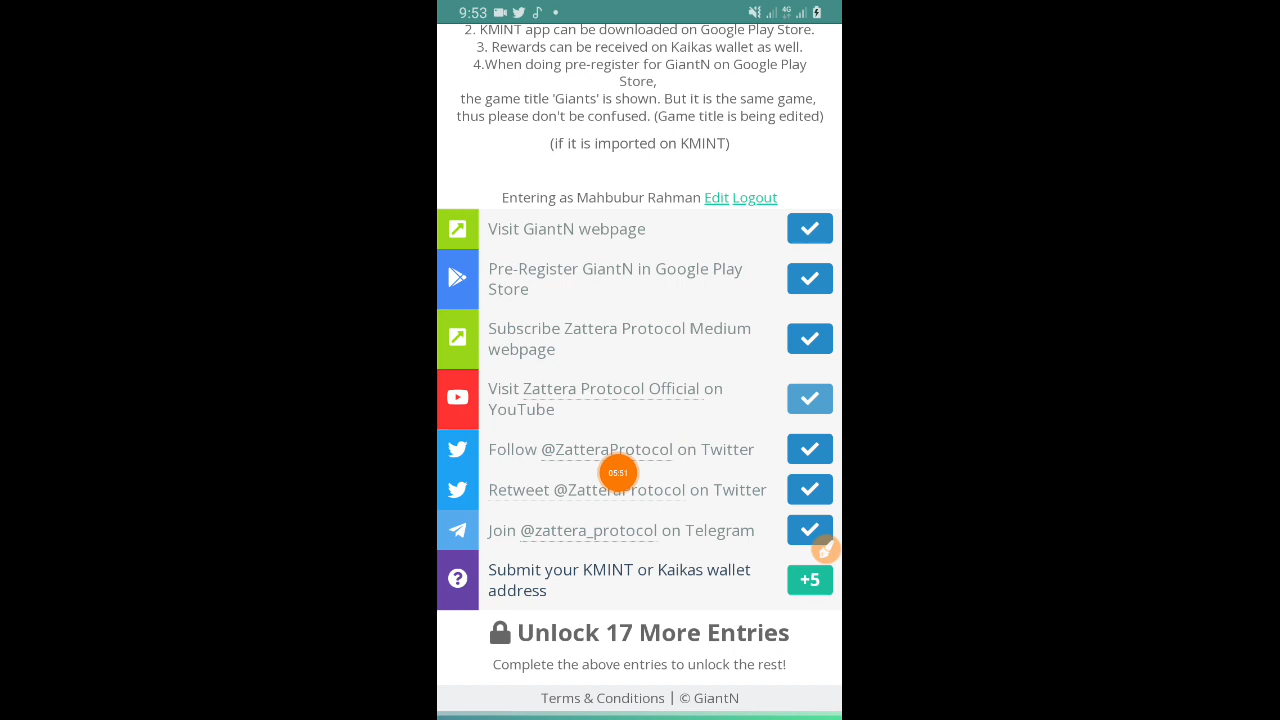 9:53
4G
2. KMINT app can be downloaded on Google Play Store.
3. Rewards can be received on Kaikas wallet as well.
4.When doing pre-register for GiantN on Google Play
Store,
the game title 'Giants' is shown. But it is the same game,
thus please don't be confused. (Game title is being edited)
(if it is imported on KMINT)
Entering as Mahbubur Rahman Edit Logout
Visit GiantN webpage
Pre-Register GiantN in Google Play
Store
Subscribe Zattera Protocol Medium
webpage
Visit Zattera Protocol Official on
YouTube
Follow @ZatteraProtocol on Twitter
05:51
Retweet @ZatteraProtocol on Twitter
Join @zattera_protocol on Telegram
Submit your KMINT or Kaikas wallet
address
+5
Unlock 17 More Entries
Complete the above entries to unlock the rest!
Terms & Conditions | © GiantN